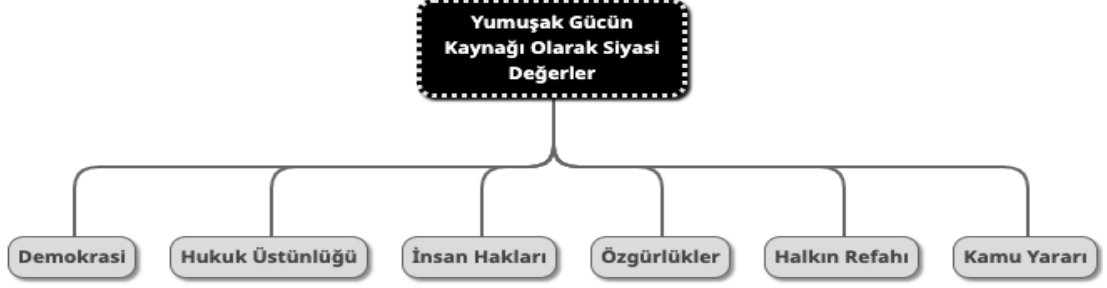 Yumuşak Gücün
Kaynağı Olarak Siyasi
Değerler
Demokrasi
Hukuk Üstünlüğü
İnsan Hakları
Özgürlükler
Halkın Refahı
Kamu Yararı